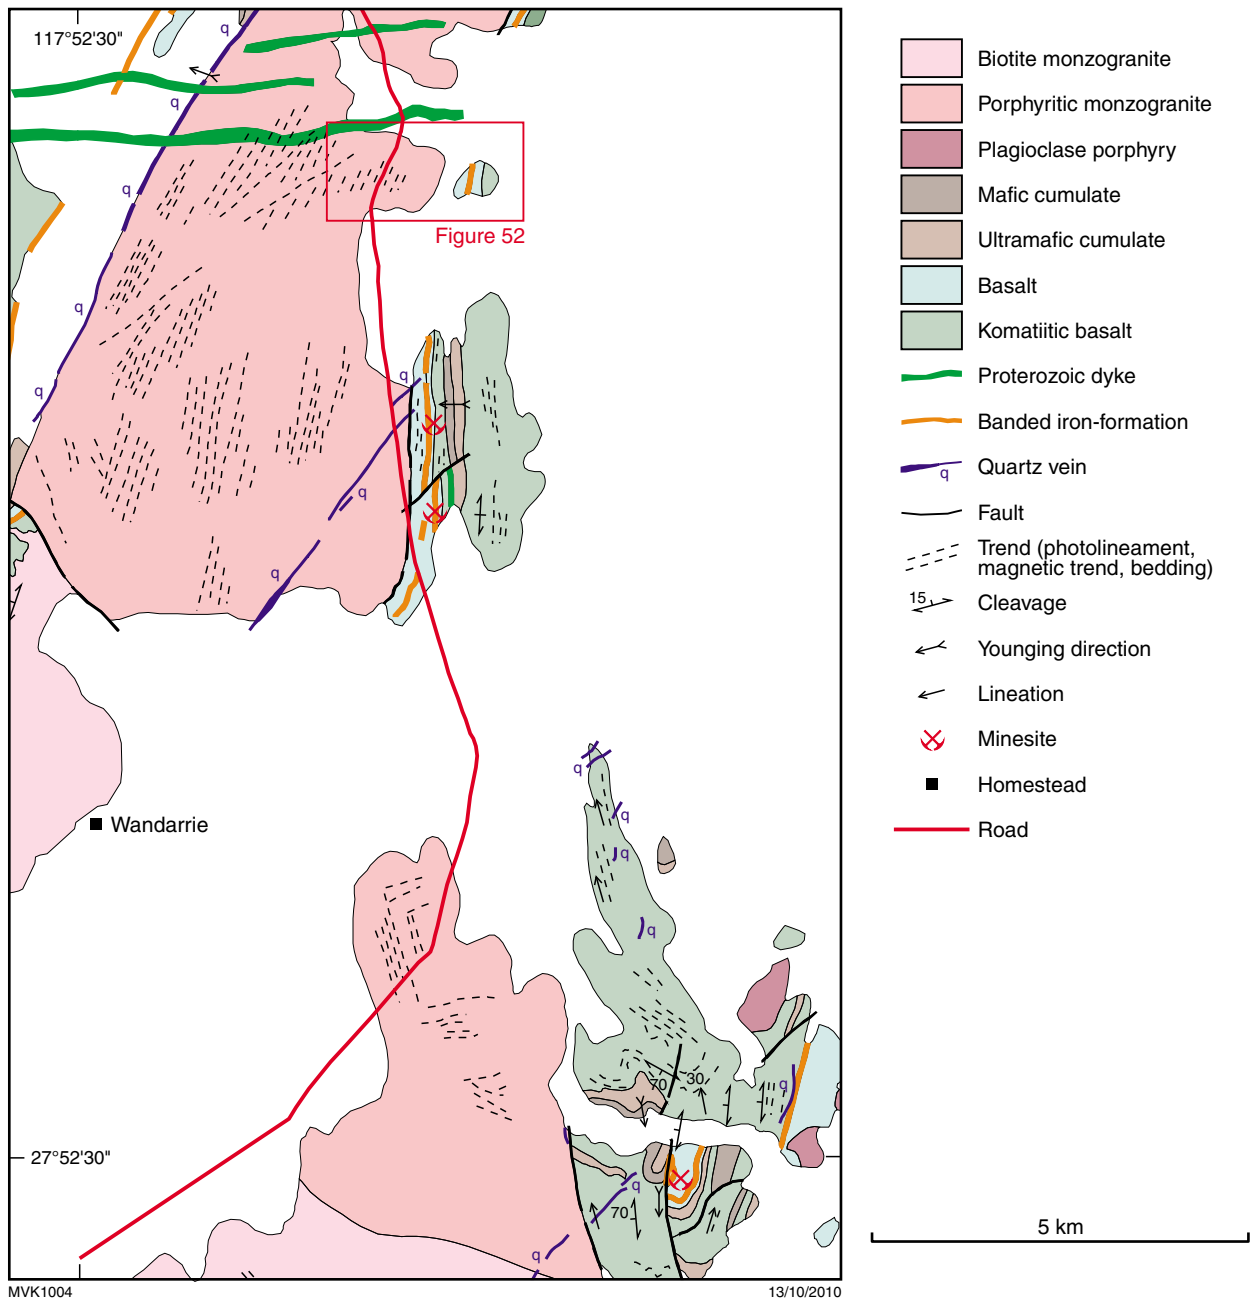 117°52'30"
q
q
q
q
q
Figure 52
q
q
q
Wandarrie
q
q
q
q
70
30
q
27°52'30"
q
70
q
MVK1004
13/10/2010
Biotite monzogranite
Porphyritic monzogranite
Plagioclase porphyry
Mafic cumulate
Ultramafic cumulate
Basalt
Komatiitic basalt
Proterozoic dyke
Banded iron-formation
q
Quartz vein
Fault
Trend (photolineament,
magnetic trend, bedding)
15
Cleavage
Younging direction
Lineation
Minesite
Homestead
Road
5 km